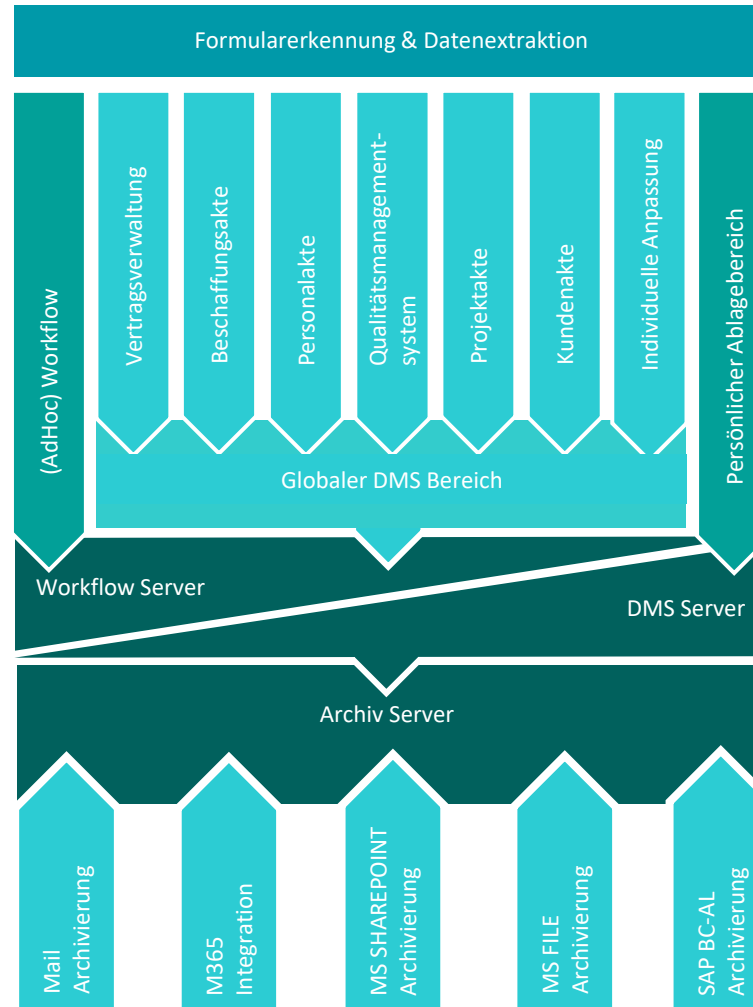 Formularerkennung & Datenextraktion
(AdHoc) Workflow
Vertragsverwaltung
Beschaffungsakte
Personalakte
Qualitätsmanagement-
system
Projektakte
Kundenakte
Individuelle Anpassung
Persönlicher Ablagebereich
Globaler DMS Bereich
Workflow Server
DMS Server
Archiv Server
Mail
Archivierung
M365
Integration
MS SHAREPOINT
Archivierung
MS FILE
Archivierung
SAP BC-AL
Archivierung